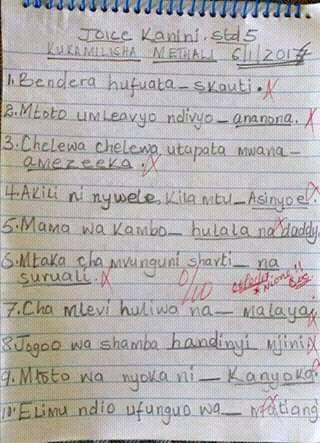 Joice Kanini. std 5
KUKAMILISHA METHALI 6/1/2017
1. Bendera hufuata - skauti.
2. Mtoto umleavyo ndivyo - ananona.
3. Chelewa chelewa utapata mwana -
amezeeka.
4. Akili ni nywele, Kila mtu - Asinyoe.
5. Mama wa Kambo - hulala na daddy.
6. Mtaka cha mvunguni sharti - na
suruali.
0/10
Nione
7. Cha mlevi huliwa na - malaya.
8. Jogoo wa shamba handinyi mjini
9. Mtoto wa nyoka ni - Kanyoka.
10. Elimu ndio ufunguo wa -